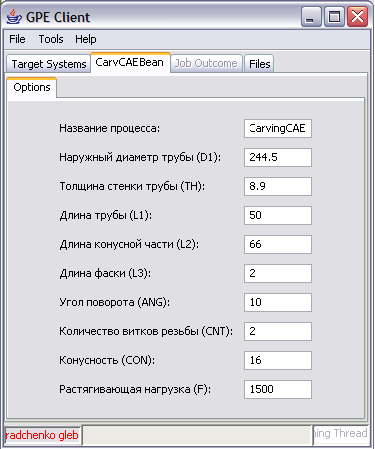 GPE Client
File Tools Help
Target Systems CarvCAEBean Job Outcome Files
Options
Название процесса: CarvingCAE
Наружный диаметр трубы (D1): 244.5
Толщина стенки трубы (TH): 8.9
Длина трубы (L1): 50
Длина конусной части (L2): 66
Длина фаски (L3): 2
Угол поворота (ANG): 10
Количество витков резьбы (CNT): 2
Конусность (CON): 16
Растягивающая нагрузка (F): 1500
radchenko gleb ning Thread